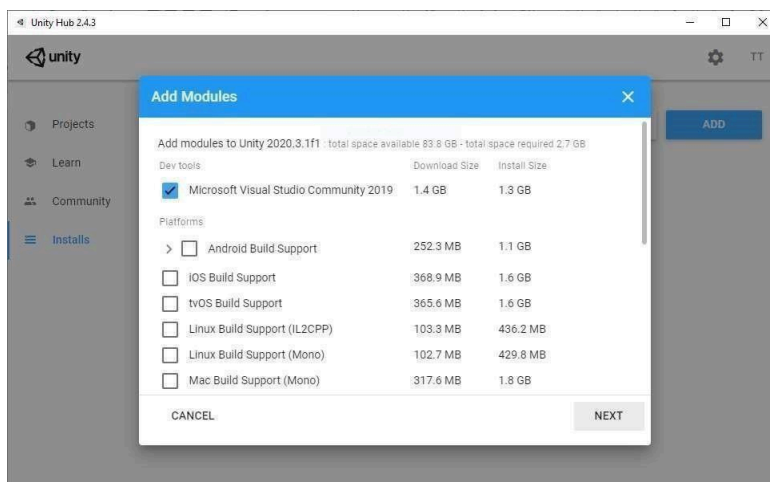 Unity Hub 2.4.3
unity
TT
Projects
Learn
Community
Installs
ADD
Add Modules
Add modules to Unity 2020.3.1f1 : total space available 83.8 GB - total space required 2.7 GB
Dev tools Download Size Install Size
Microsoft Visual Studio Community 2019 1.4 GB 1.3 GB
Platforms
Android Build Support 252.3 MB 1.1 GB
iOS Build Support 368.9 MB 1.6 GB
tvOS Build Support 365.6 MB 1.6 GB
Linux Build Support (IL2CPP) 103.3 MB 436.2 MB
Linux Build Support (Mono) 102.7 MB 429.8 MB
Mac Build Support (Mono) 317.6 MB 1.8 GB
CANCEL NEXT